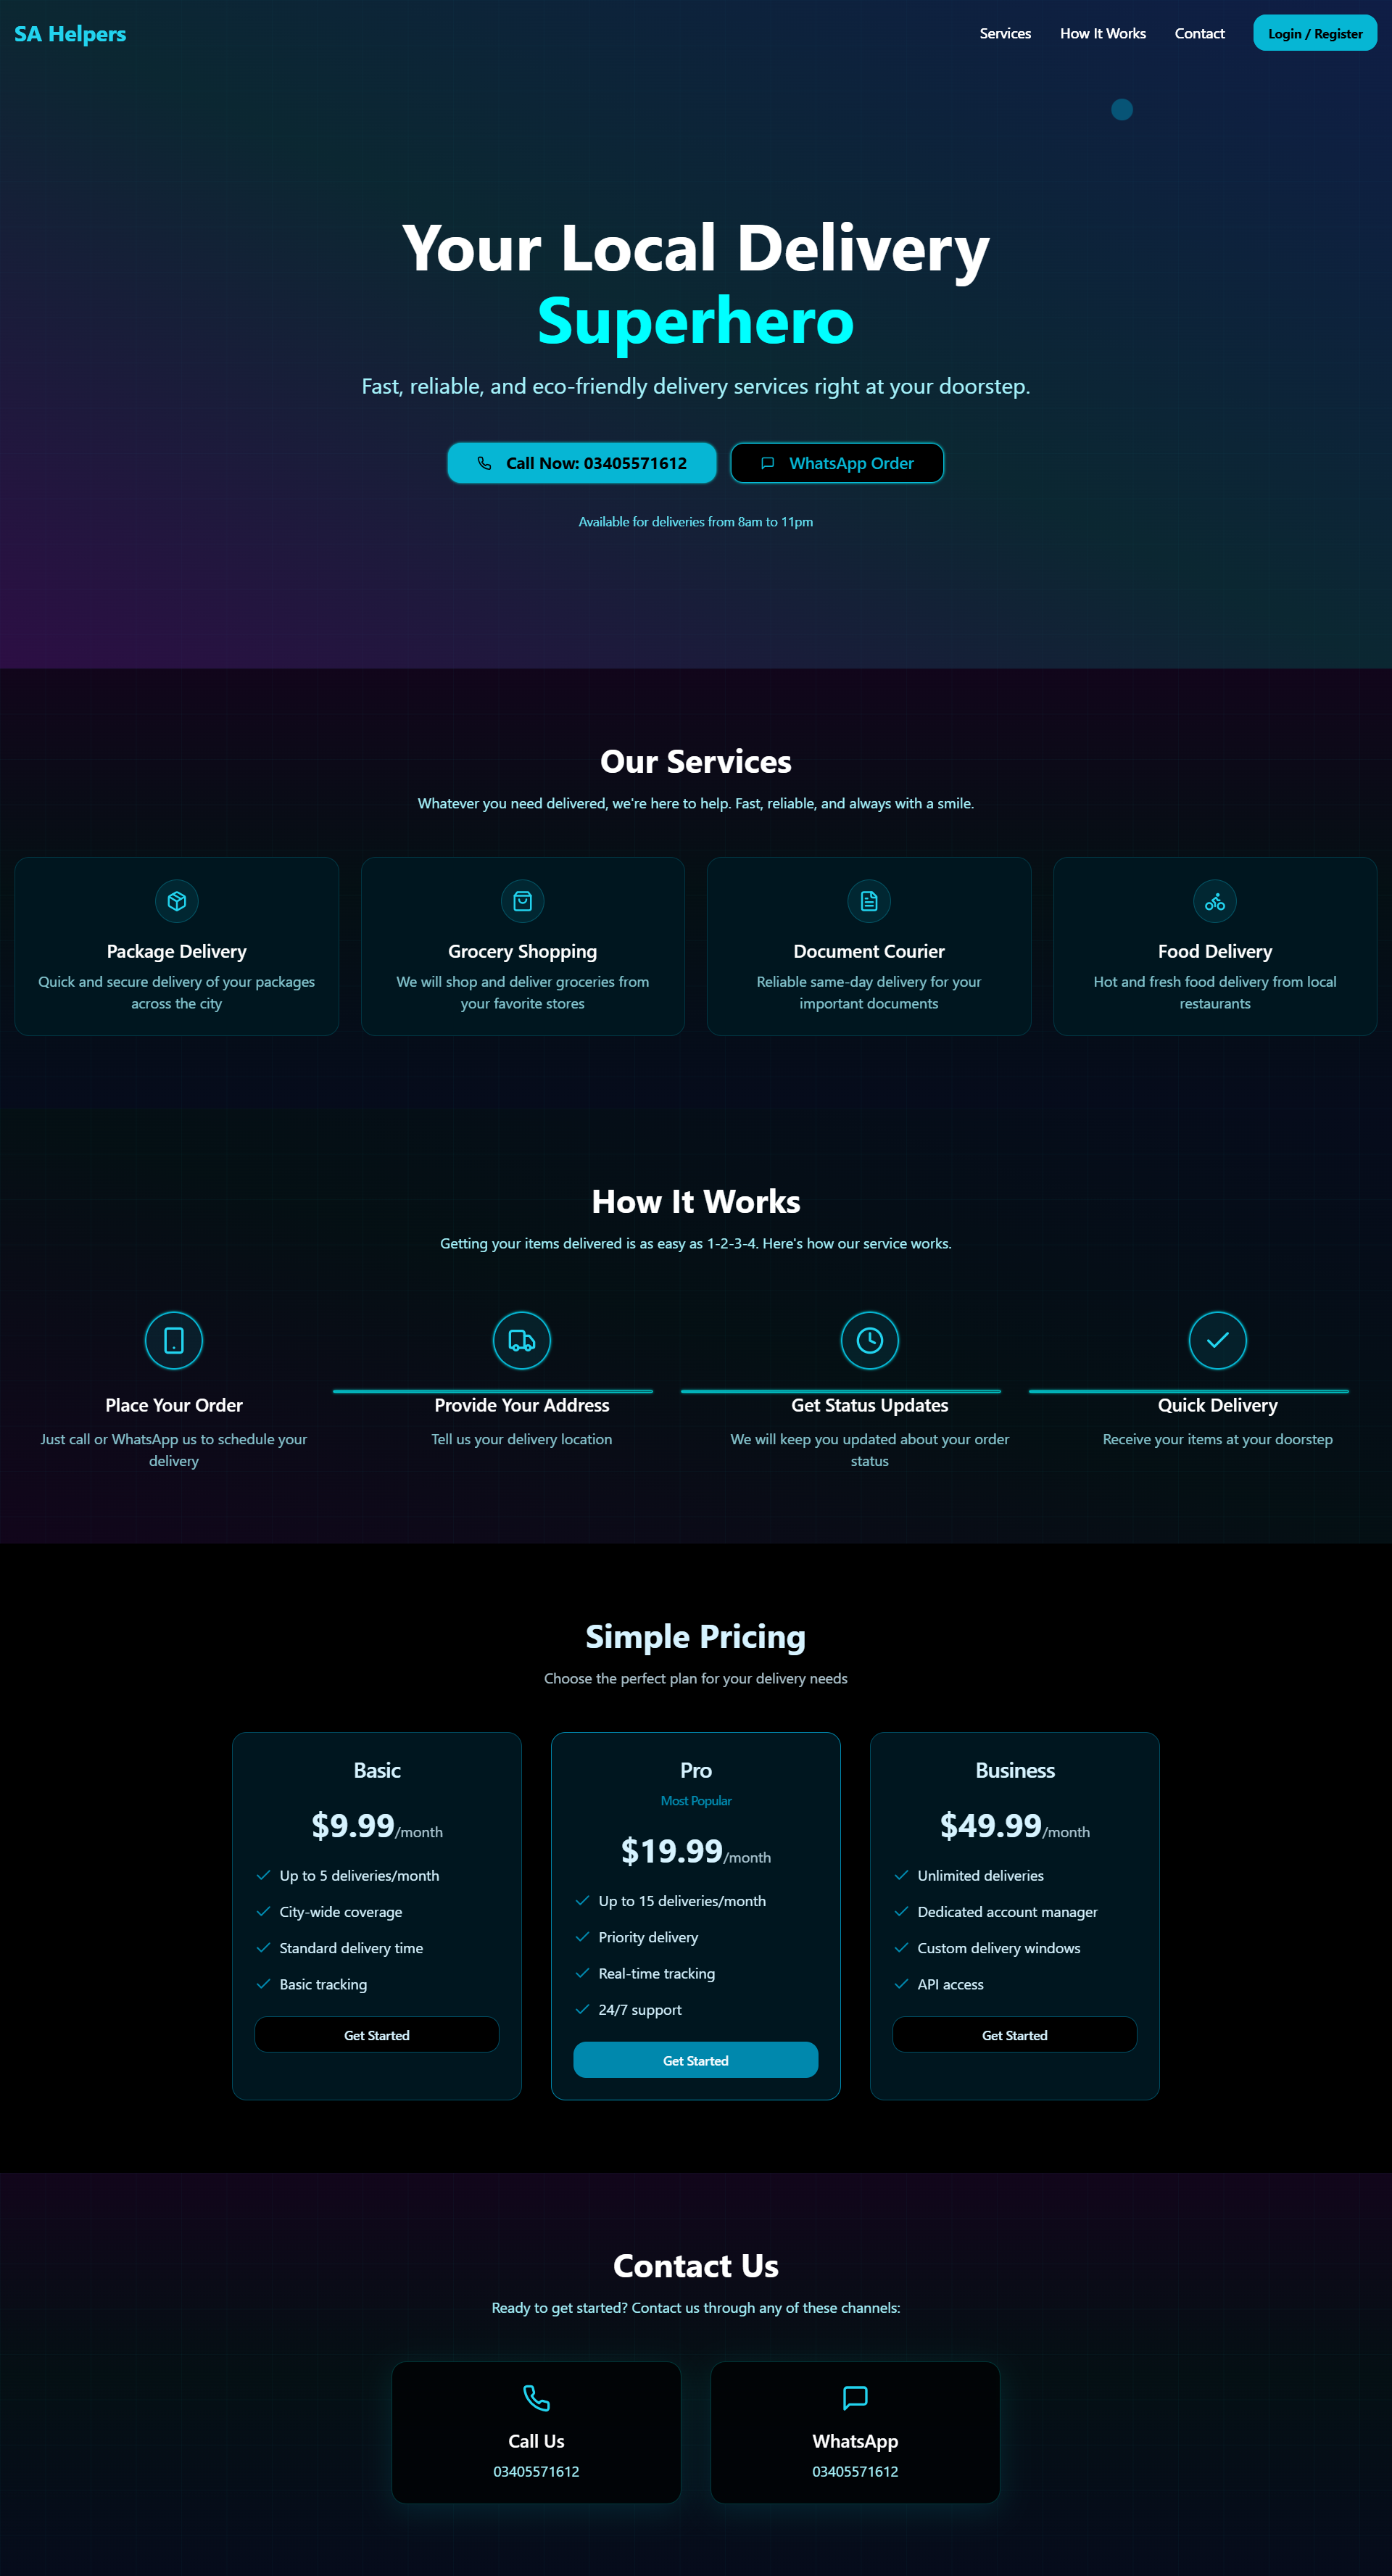 SA Helpers
Services
How It Works
Contact
Login / Register
Your Local Delivery
Superhero
Fast, reliable, and eco-friendly delivery services right at your doorstep.
Call Now: 03405571612
WhatsApp Order
Available for deliveries from 8am to 11pm
Our Services
Whatever you need delivered, we're here to help. Fast, reliable, and always with a smile.
Package Delivery
Quick and secure delivery of your packages
across the city
Grocery Shopping
We will shop and deliver groceries from
your favorite stores
Document Courier
Reliable same-day delivery for your
important documents
Food Delivery
Hot and fresh food delivery from local
restaurants
How It Works
Getting your items delivered is as easy as 1-2-3-4. Here's how our service works.
Place Your Order
Just call or WhatsApp us to schedule your
delivery
Provide Your Address
Tell us your delivery location
Get Status Updates
We will keep you updated about your order
status
Quick Delivery
Receive your items at your doorstep
Simple Pricing
Choose the perfect plan for your delivery needs
Basic
$9.99/month
Up to 5 deliveries/month
City-wide coverage
Standard delivery time
Basic tracking
Get Started
Pro
Most Popular
$19.99/month
Up to 15 deliveries/month
Priority delivery
Real-time tracking
24/7 support
Get Started
Business
$49.99/month
Unlimited deliveries
Dedicated account manager
Custom delivery windows
API access
Get Started
Contact Us
Ready to get started? Contact us through any of these channels:
Call Us
03405571612
WhatsApp
03405571612